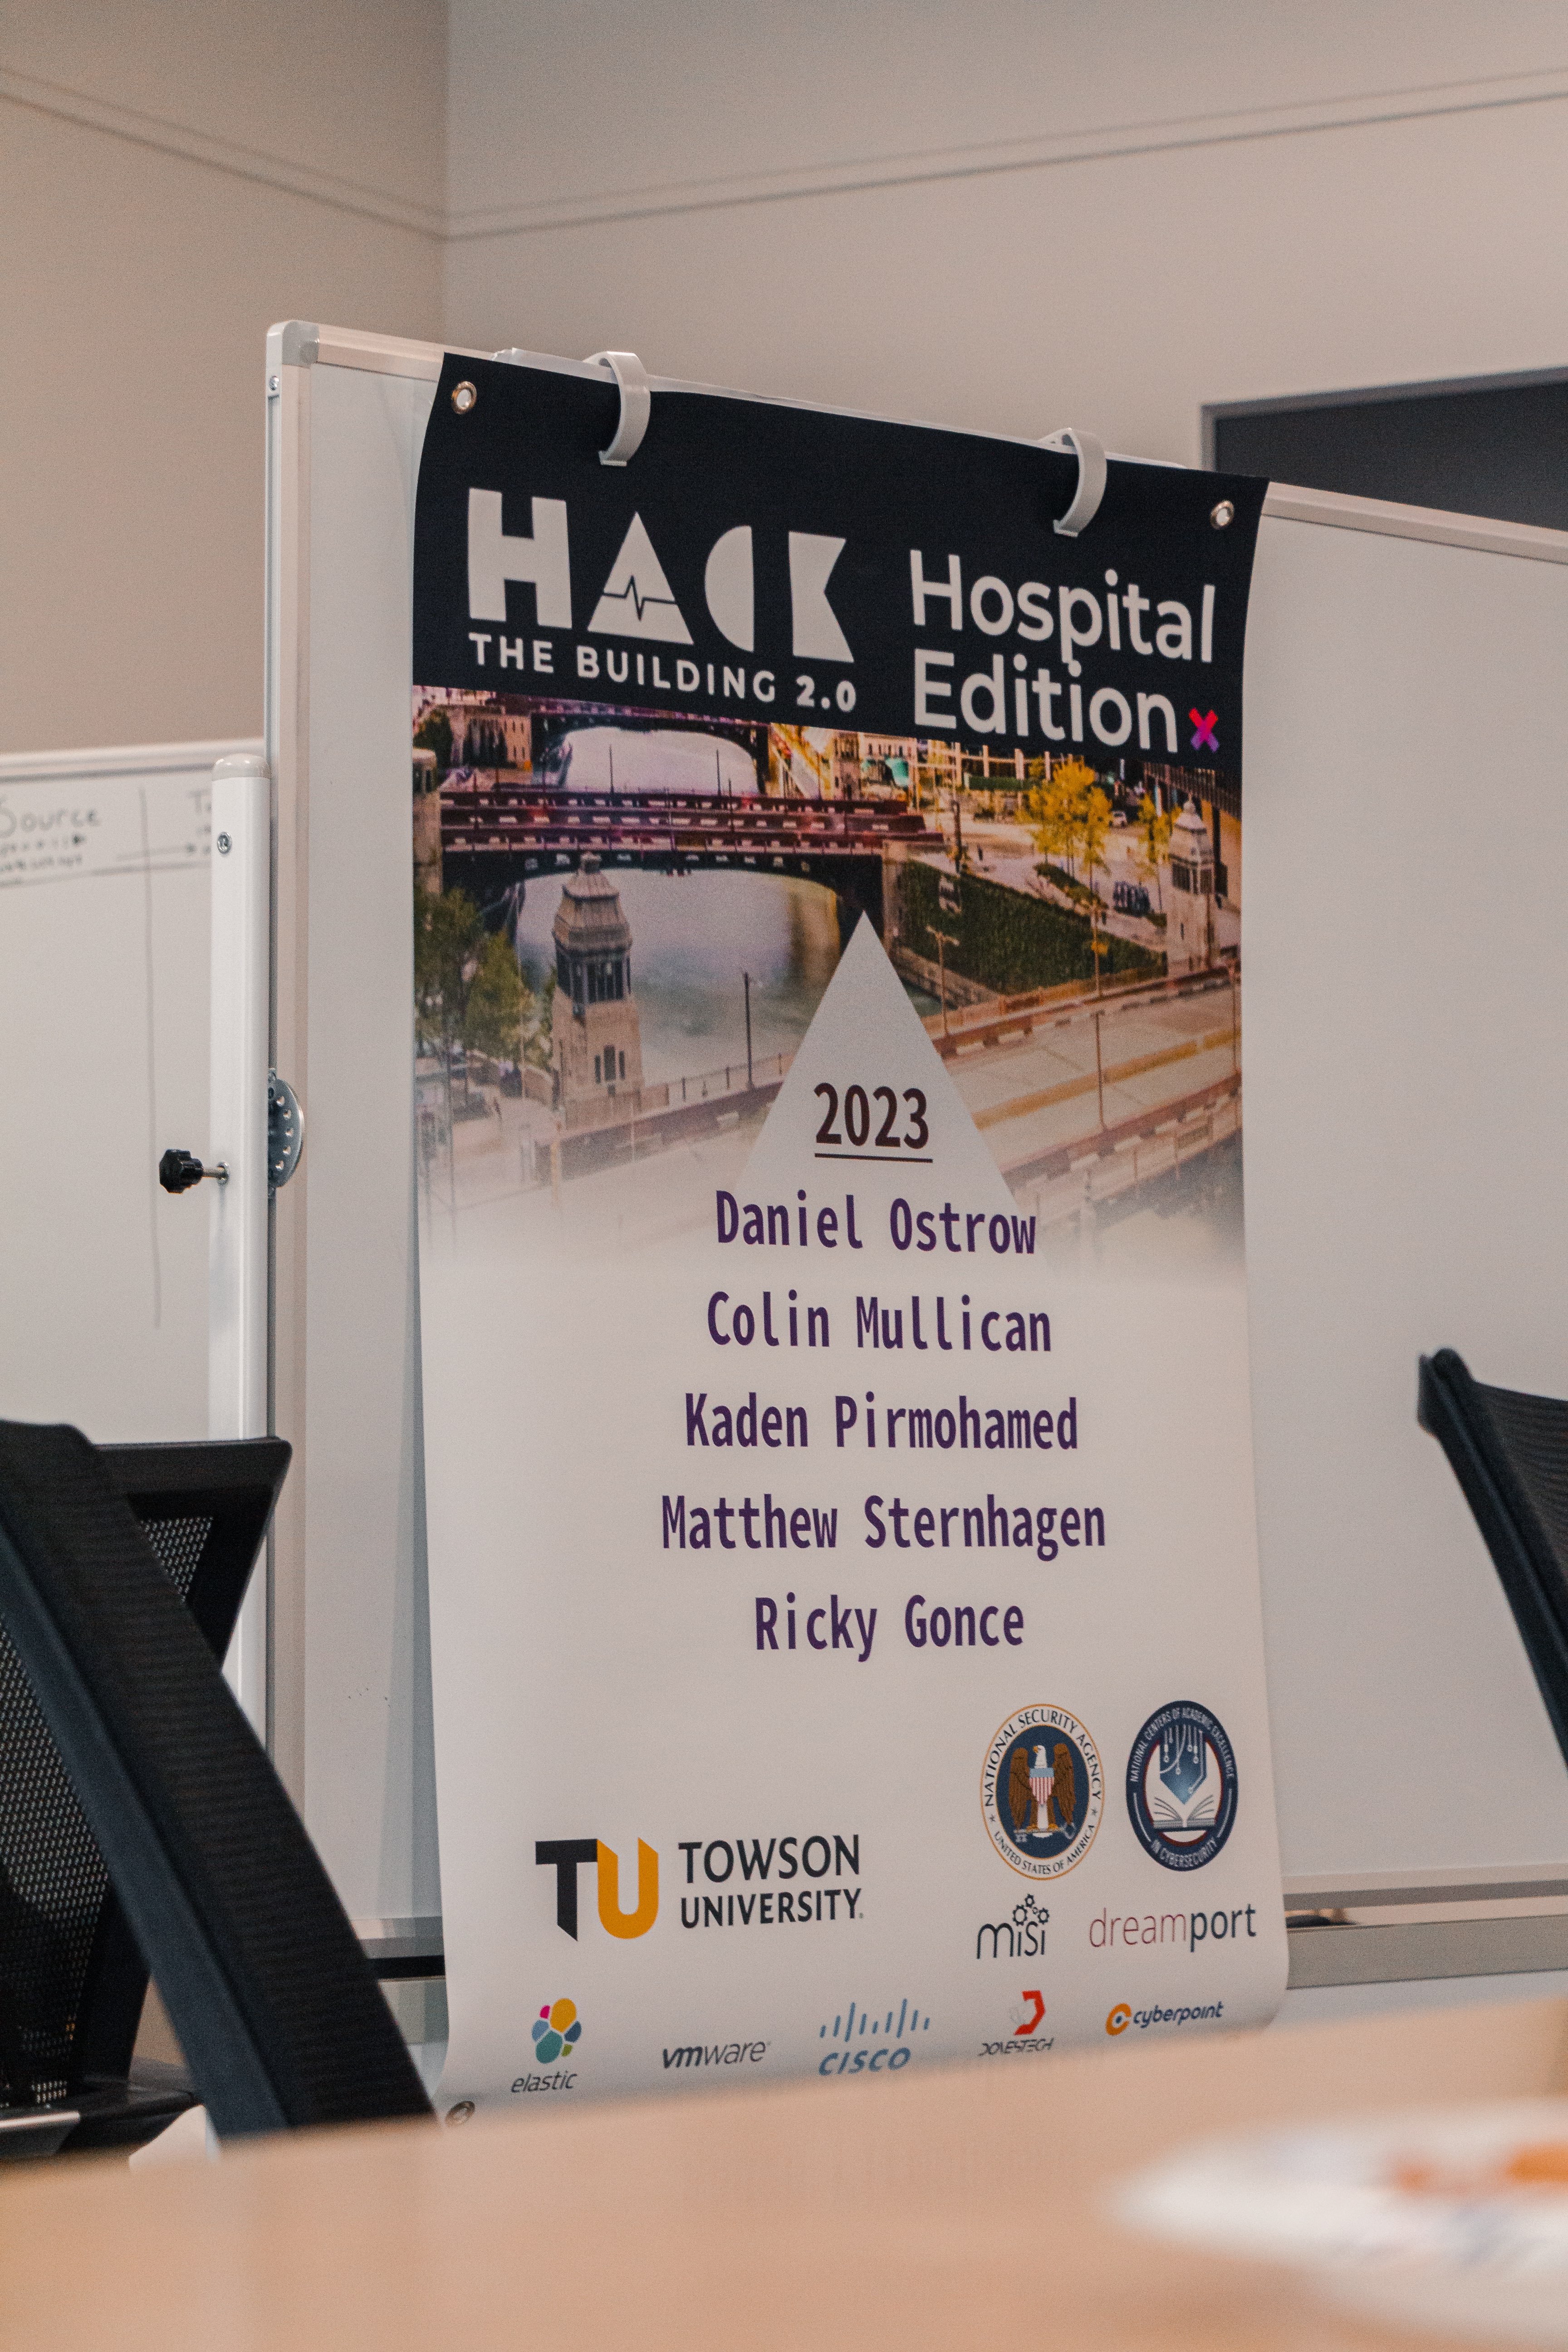 HACK
THE BUILDING 2.0
Hospital
Edition
Source
2023
Daniel Ostrow
Colin Mullican
Kaden Pirmohamed
Matthew Sternhagen
Ricky Gonce
NATIONAL SECURITY AGENCY
UNITED STATES OF AMERICA
NATIONAL CENTERS OF ACADEMIC EXCELLENCE
IN CYBERSECURITY
TU TOWSON
UNIVERSITY
misi
dreamport
elastic
vmware
CISCO
cyberpoint